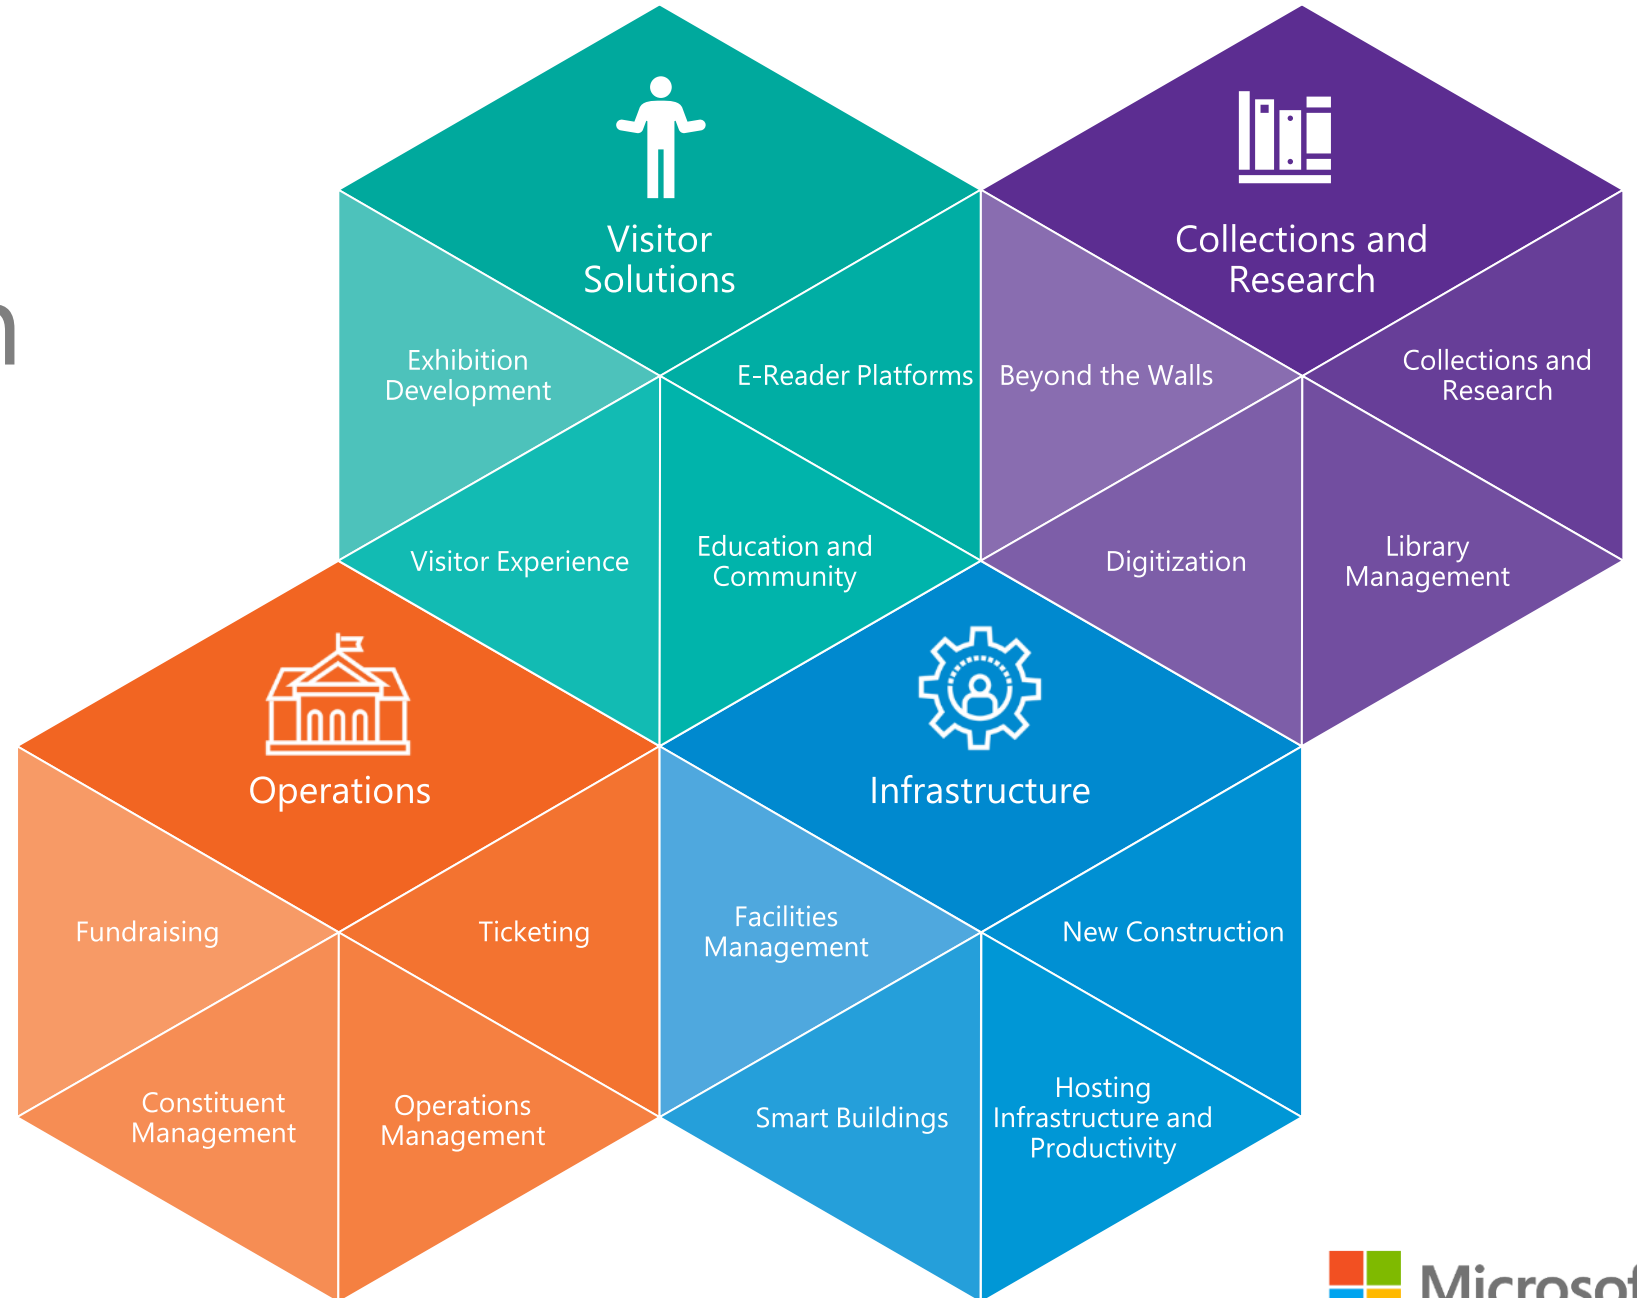 Visitor
Solutions
Exhibition
Development
E-Reader Platforms
Visitor Experience
Education and
Community
Collections and
Research
Beyond the Walls
Collections and
Research
Digitization
Library
Management
Operations
Fundraising
Ticketing
Constituent
Management
Operations
Management
Infrastructure
Facilities
Management
New Construction
Smart Buildings
Hosting
Infrastructure and
Productivity